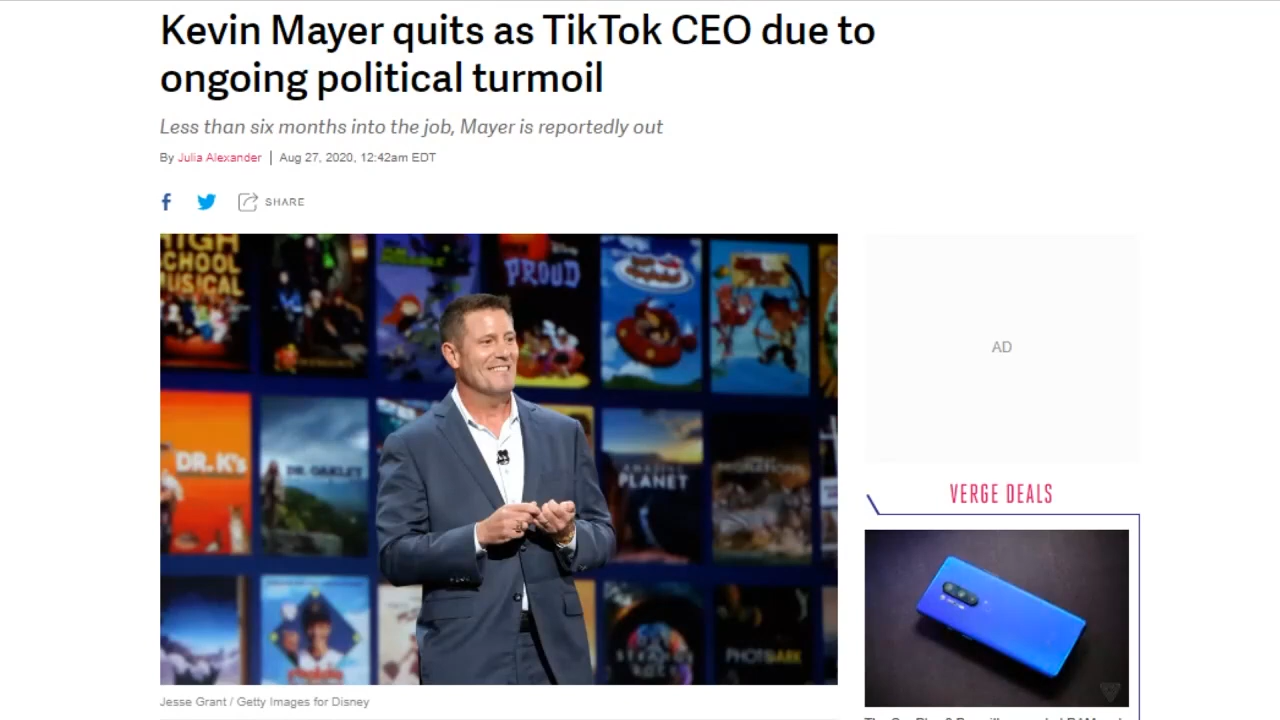 Kevin Mayer quits as TikTok CEO due to
ongoing political turmoil
Less than six months into the job, Mayer is reportedly out
By Julia Alexander | Aug 27, 2020, 12:42am EDT
SHARE
HIGH
SCHOOL
MUSICAL
PROUD
DR. K's
DR. OAKLEY
PLANET
AD
VERGE DEALS
Jesse Grant / Getty Images for Disney